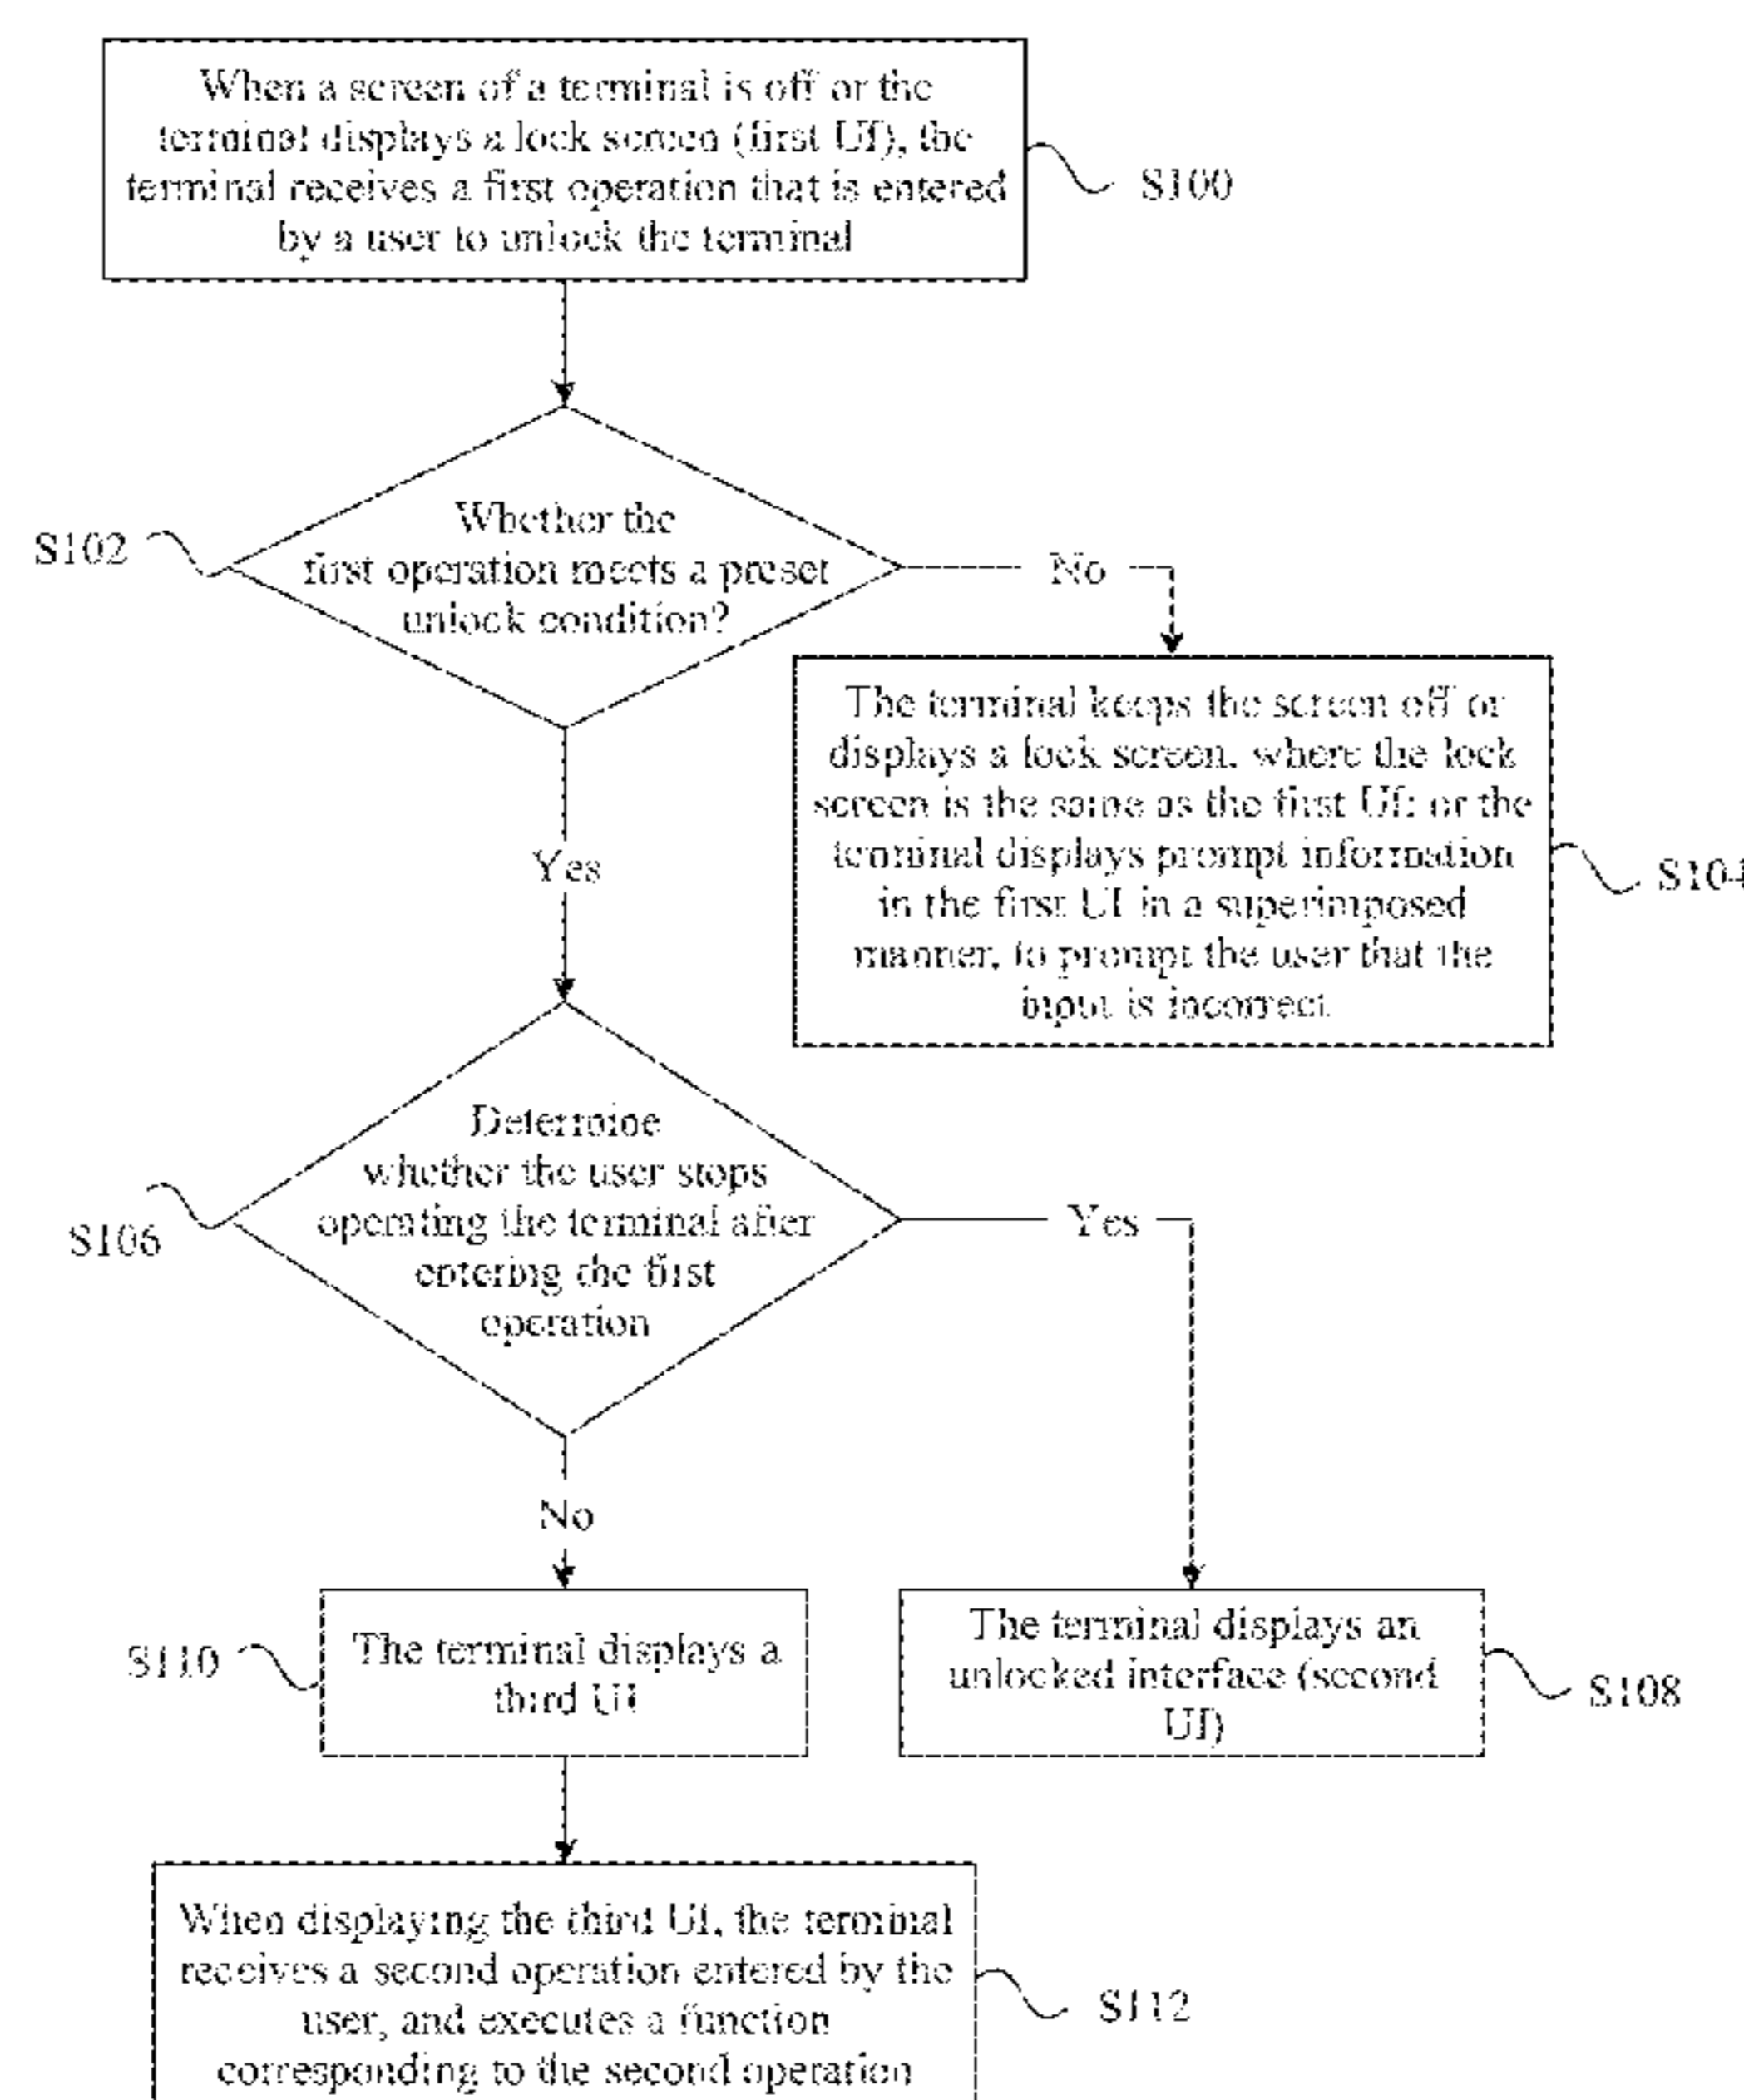 When a screen of a terminal is off or the
terminal displays a lock screen (first UI), the
terminal receives a first operation that is entered
by a user to unlock the terminal
S100
Whether the
first operation meets a preset
unlock condition?
S102
No
The terminal keeps the screen off or
displays a lock screen, where the lock
screen is the same as the first UI; or the
terminal displays prompt information
in the first UI in a superimposed
manner, to prompt the user that the
input is incorrect
S104
Yes
Determine
whether the user stops
operating the terminal after
entering the first
operation
S106
Yes
No
The terminal displays a
third UI
S110
The terminal displays an
unlocked interface (second
UI)
S108
When displaying the third UI, the terminal
receives a second operation entered by the
user, and executes a function
corresponding to the second operation
S112